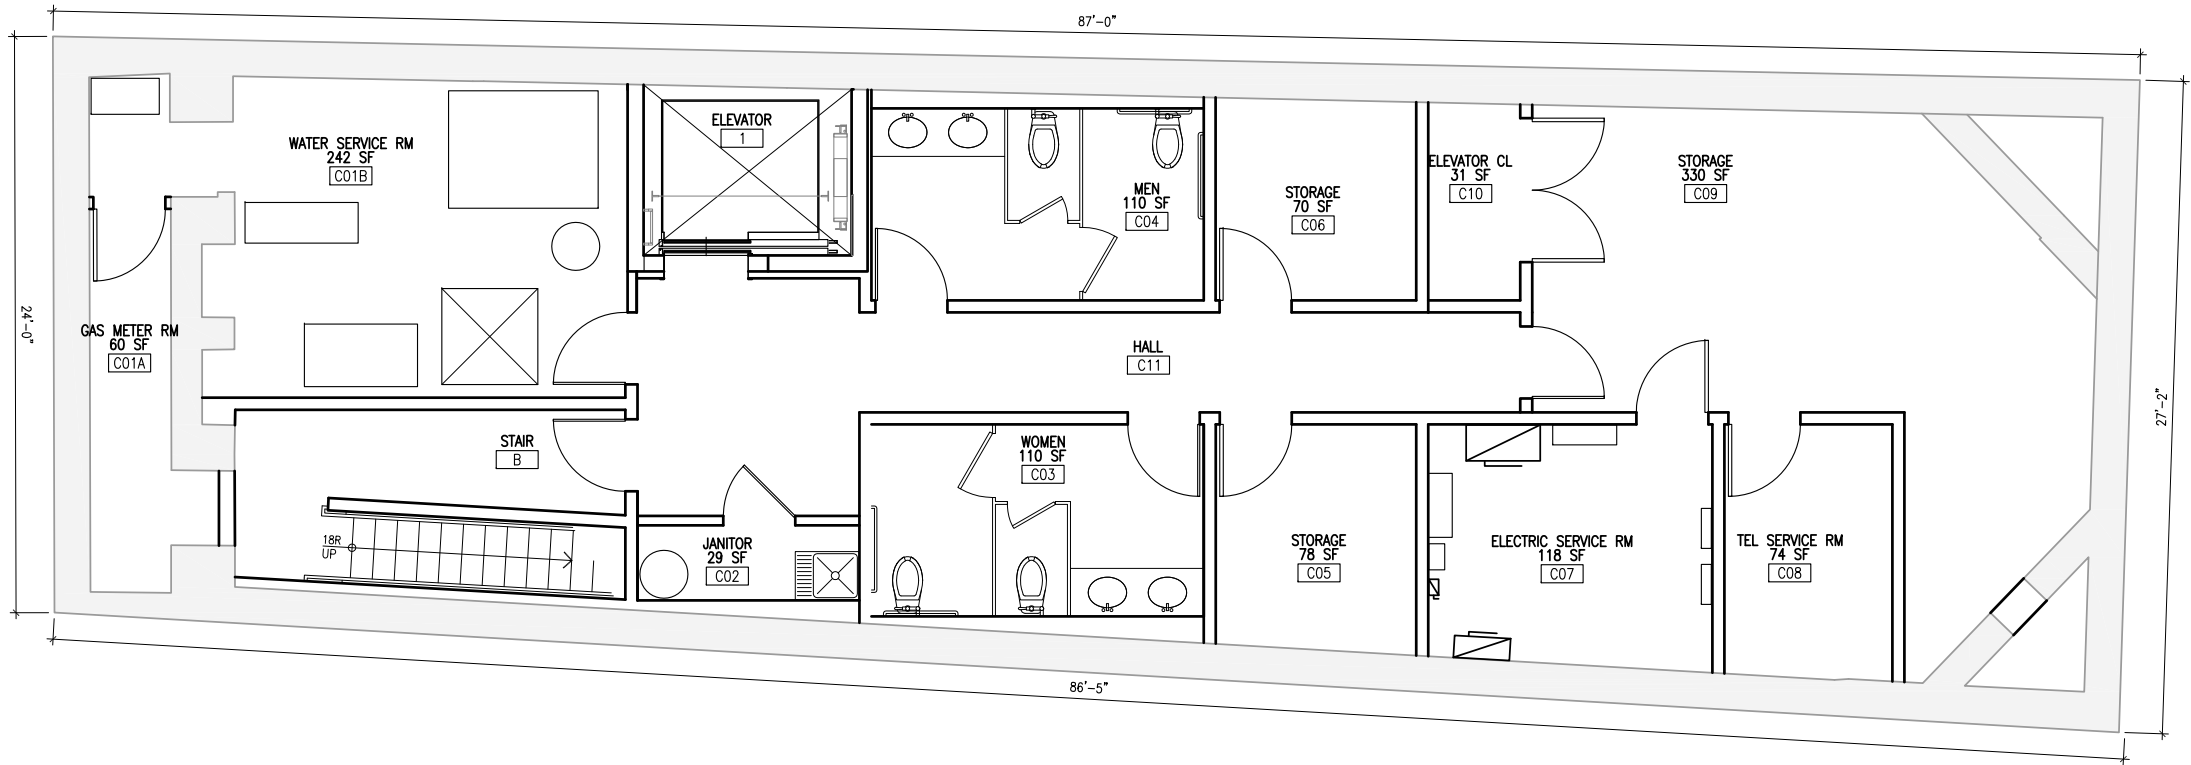 87'-0"
ELEVATOR
1
WATER SERVICE RM
242 SF
C01B
MEN
110 SF
C04
STORAGE
70 SF
C06
ELEVATOR CL
31 SF
C10
STORAGE
330 SF
C09
24'-0"
GAS METER RM
60 SF
C01A
HALL
C11
27'-2"
STAIR
B
WOMEN
110 SF
C03
18R
UP
JANITOR
29 SF
C02
STORAGE
78 SF
C05
ELECTRIC SERVICE RM
118 SF
C07
TEL SERVICE RM
74 SF
C08
86'-5"